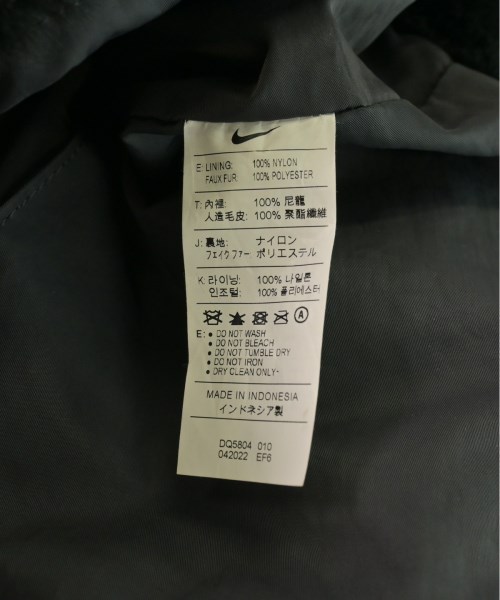 E: LINING: 100% NYLON
FAUX FUR 100% POLYESTER
T: 內裡: 100% 尼龍
人造毛皮: 100% 聚酯纖維
J: 裏地: ナイロン
フェイクファー ポリエステル
K: 라이닝: 100% 나일론
인조털: 100% 폴리에스터
A
E: • DO NOT WASH
• DO NOT BLEACH
• DO NOT TUMBLE DRY
• DO NOT IRON
• DRY CLEAN ONLY-
MADE IN INDONESIA
インドネシア製
DQ5804 010
042022 EF6